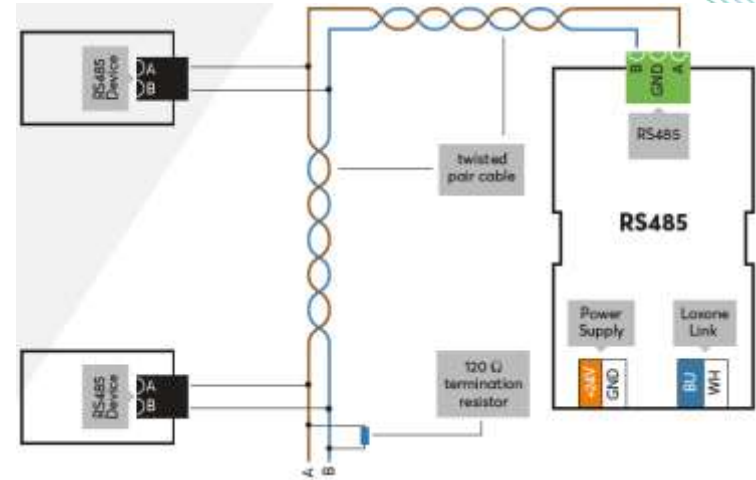 RS485
Device
A
B
B
GND
A
RS485
twisted
pair cable
RS485
Power
Supply
Loxone
Link
+24V
GND
BU
WH
RS485
Device
A
B
120 Ω
termination
resistor
A
B